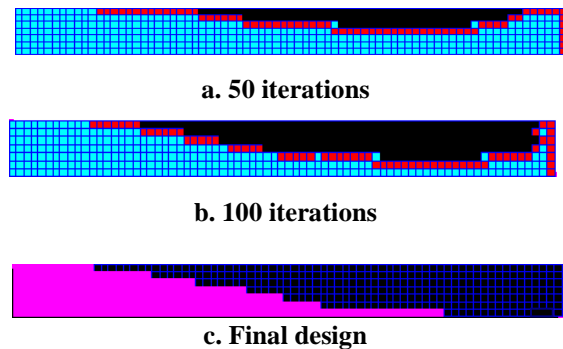 a. 50 iterations
b. 100 iterations
c. Final design